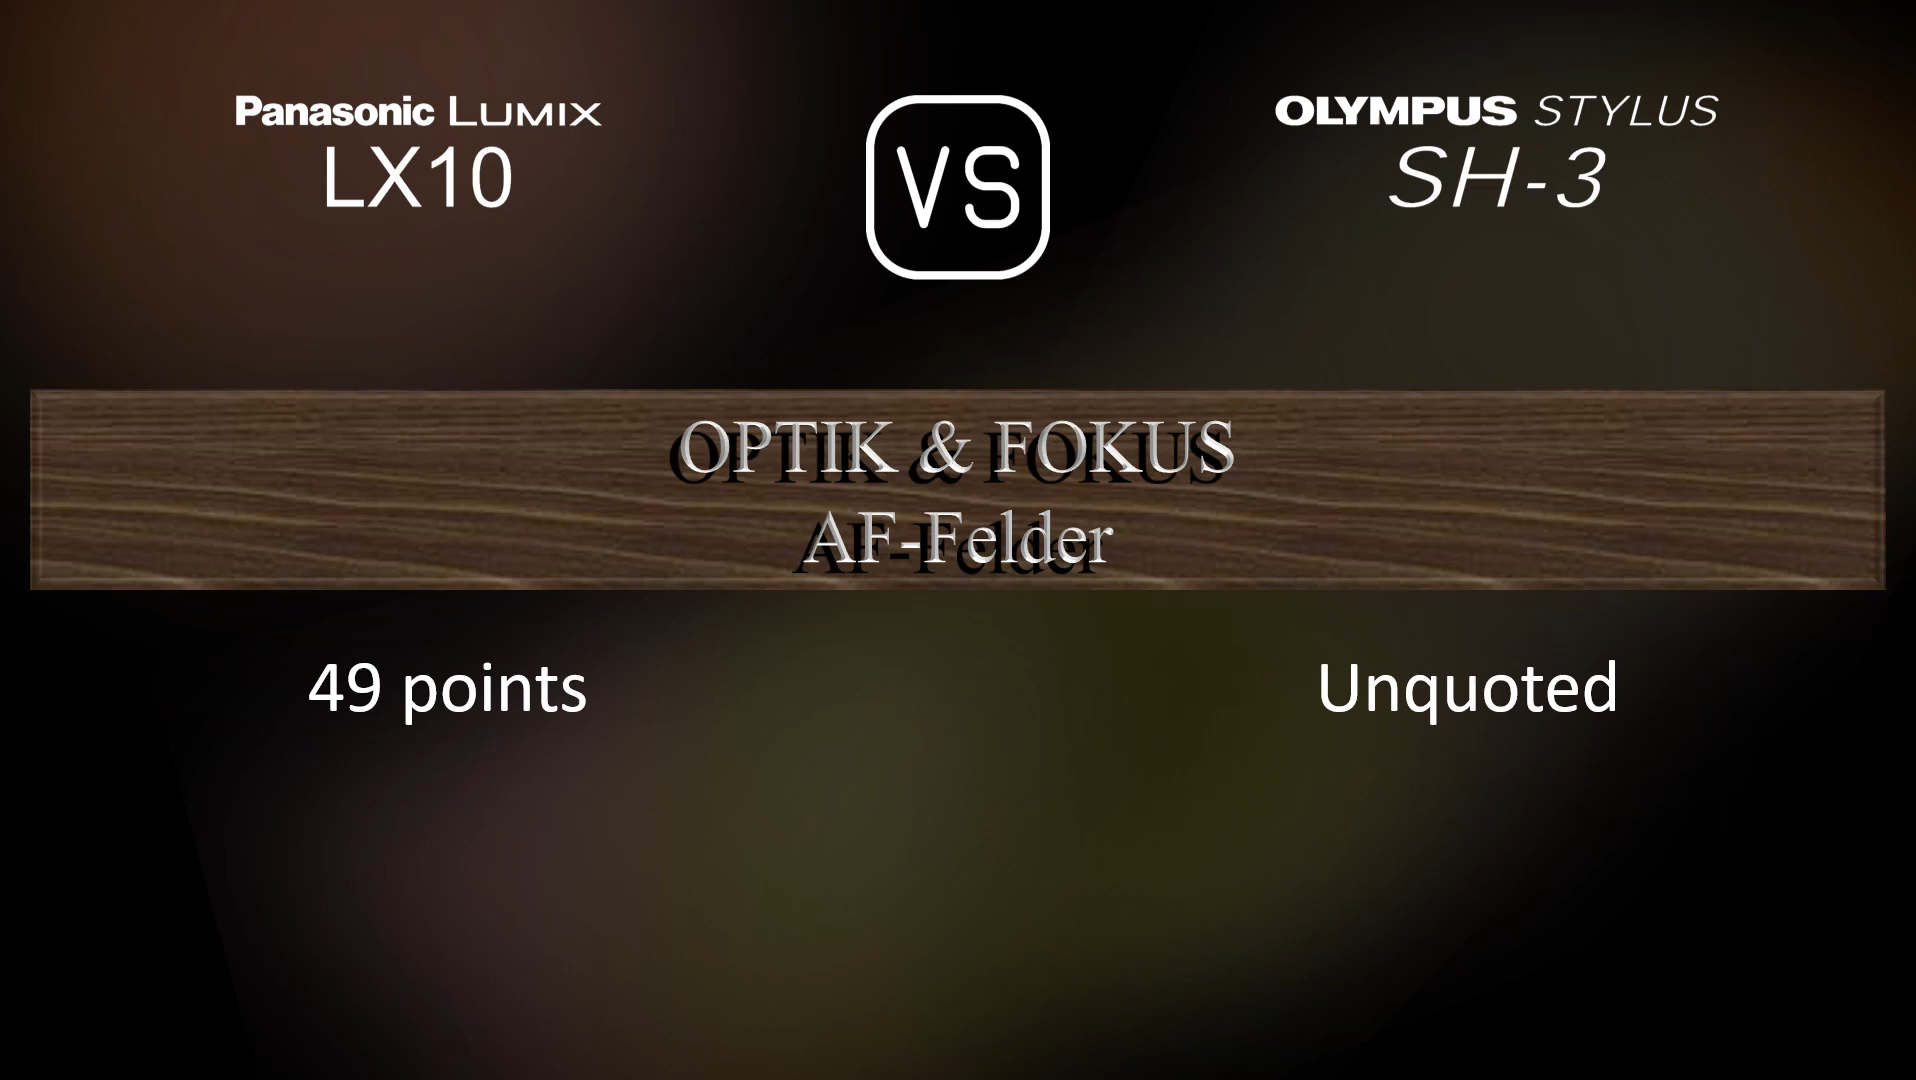 Panasonic LUMIX
LX10
VS
OLYMPUS STYLUS
SH-3
OPTIK & FOKUS
AF-Felder
49 points
Unquoted